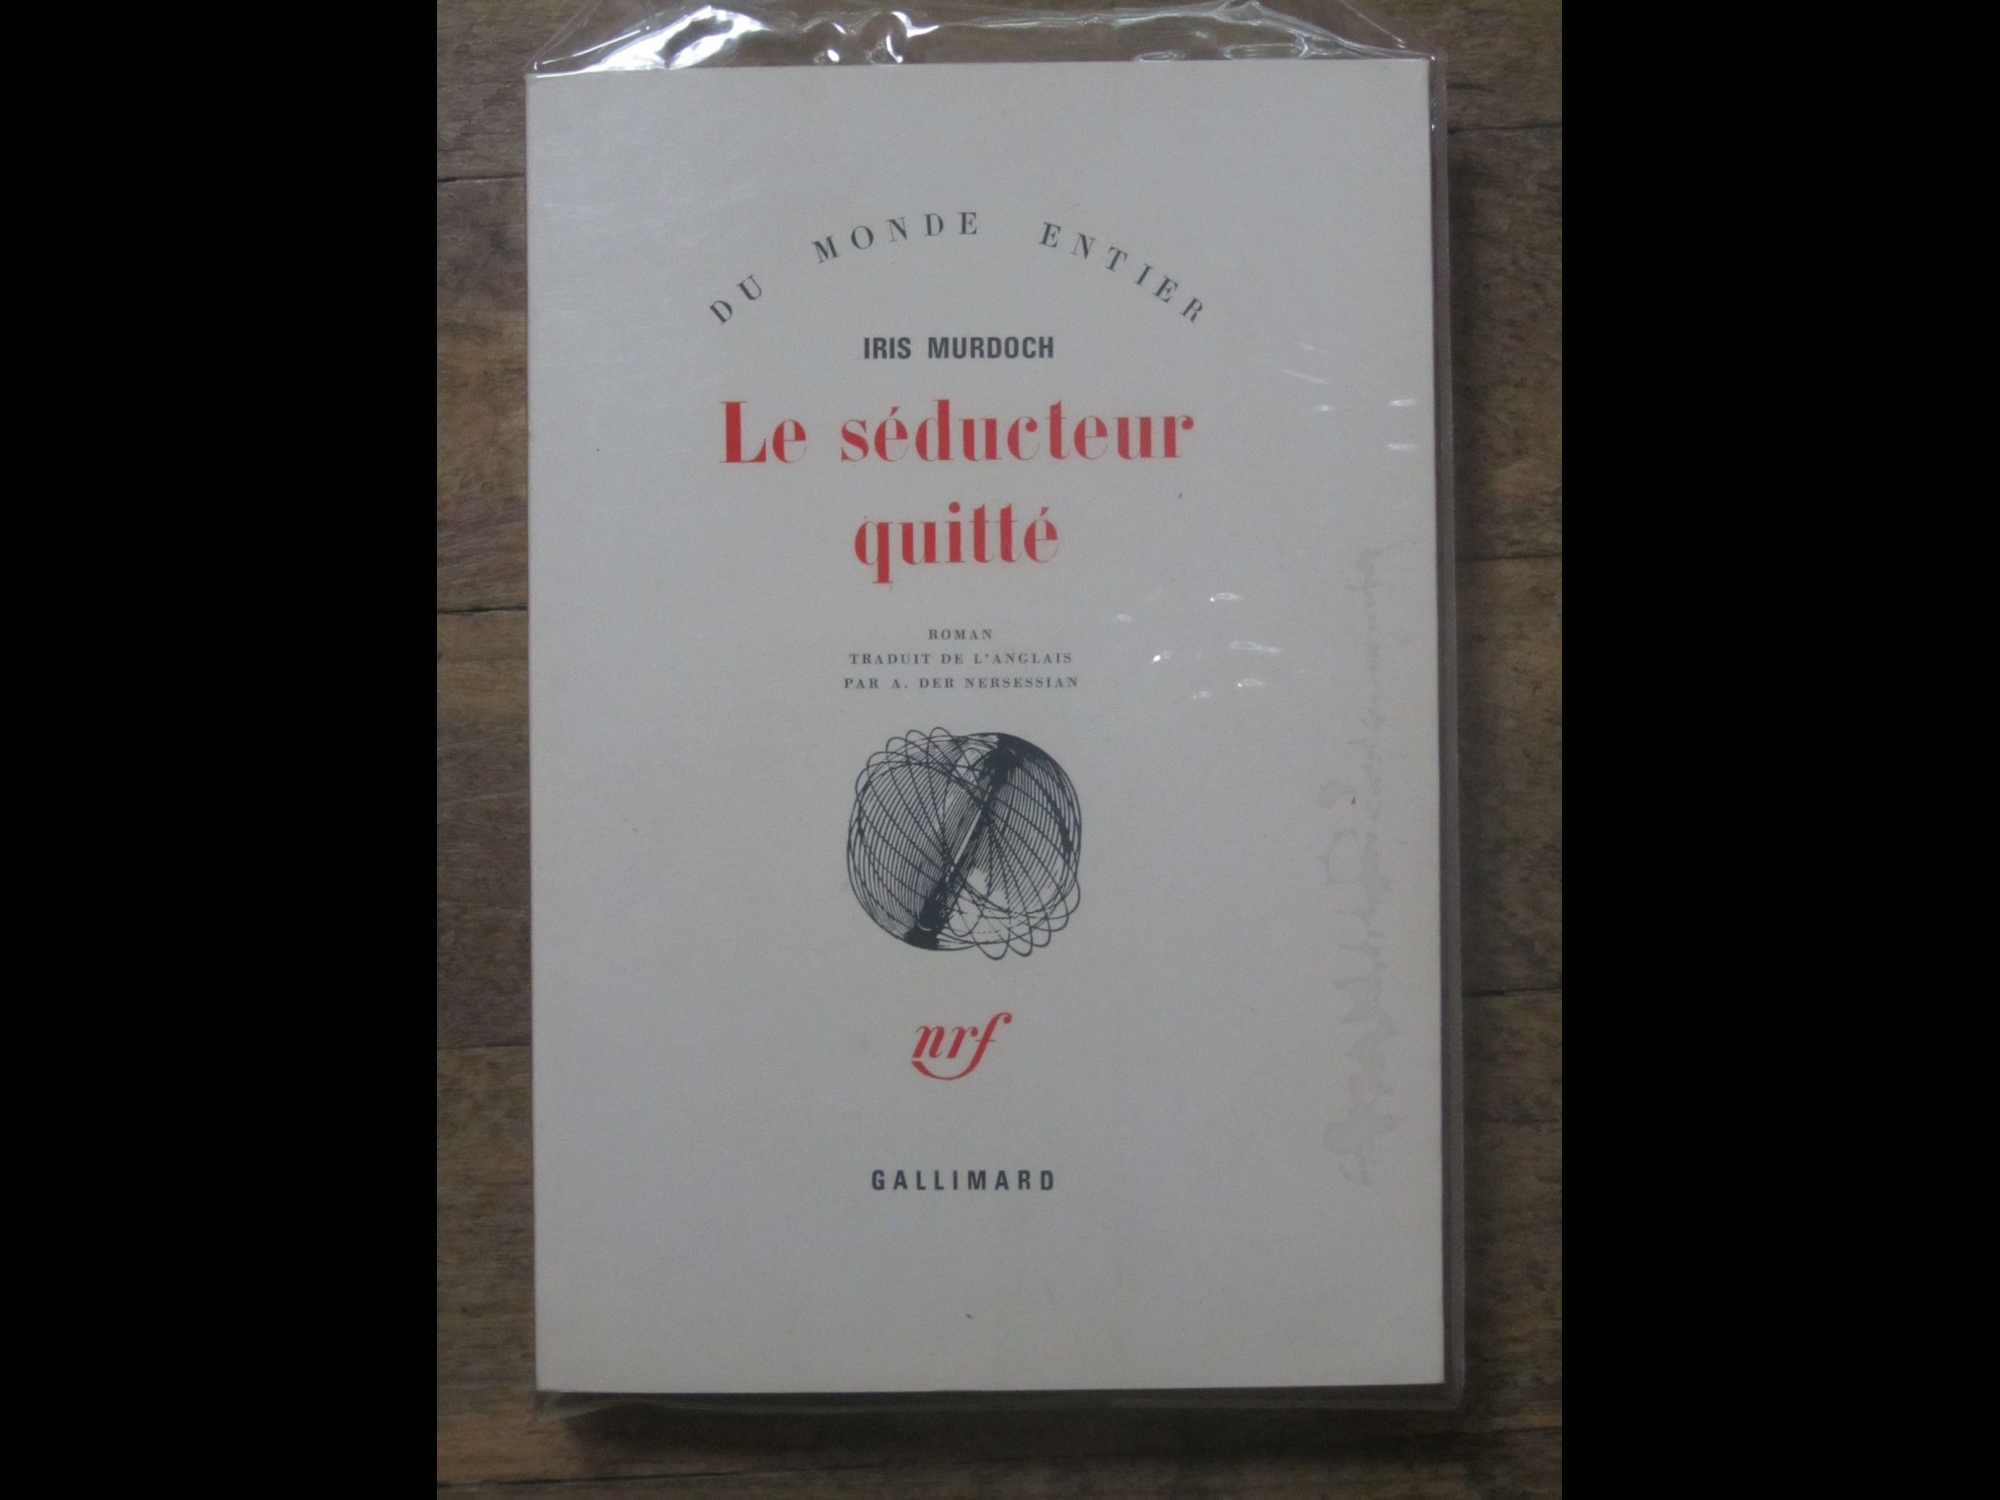 DU MONDE ENTIER
IRIS MURDOCH
Le séducteur
quitté
ROMAN
TRADUIT DE L'ANGLAIS
PAR A. DER NERSESSIAN
nrf
GALLIMARD